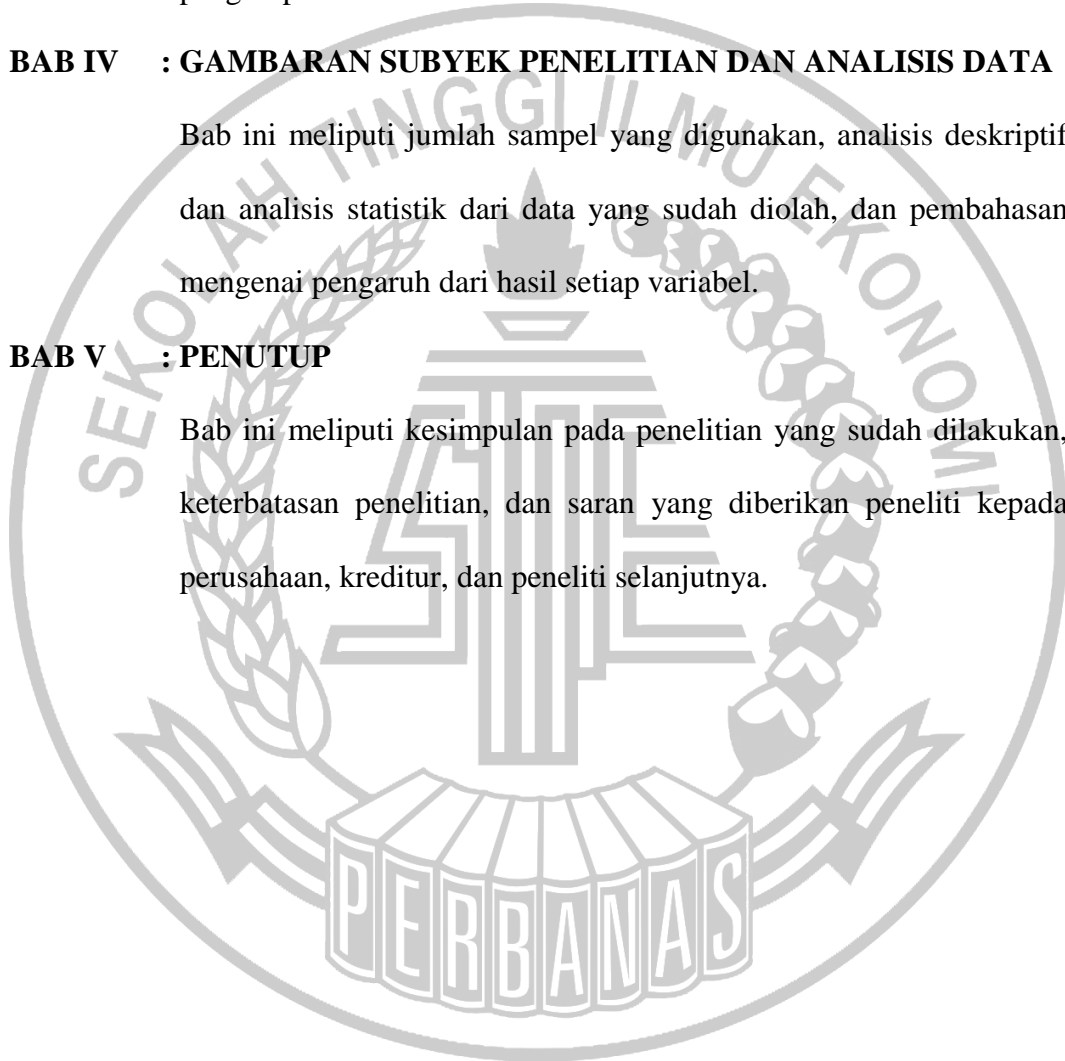 BAB IV : GAMBARAN SUBYEK PENELITIAN DAN ANALISIS DATA
Bab ini meliputi jumlah sampel yang digunakan, analisis deskriptif
dan analisis statistik dari data yang sudah diolah, dan pembahasan
mengenai pengaruh dari hasil setiap variabel.
BAB V : PENUTUP
Bab ini meliputi kesimpulan pada penelitian yang sudah dilakukan,
keterbatasan penelitian, dan saran yang diberikan peneliti kepada
perusahaan, kreditur, dan peneliti selanjutnya.
SEKOLAH TINGGI ILMU EKONOMI
PERBANAS